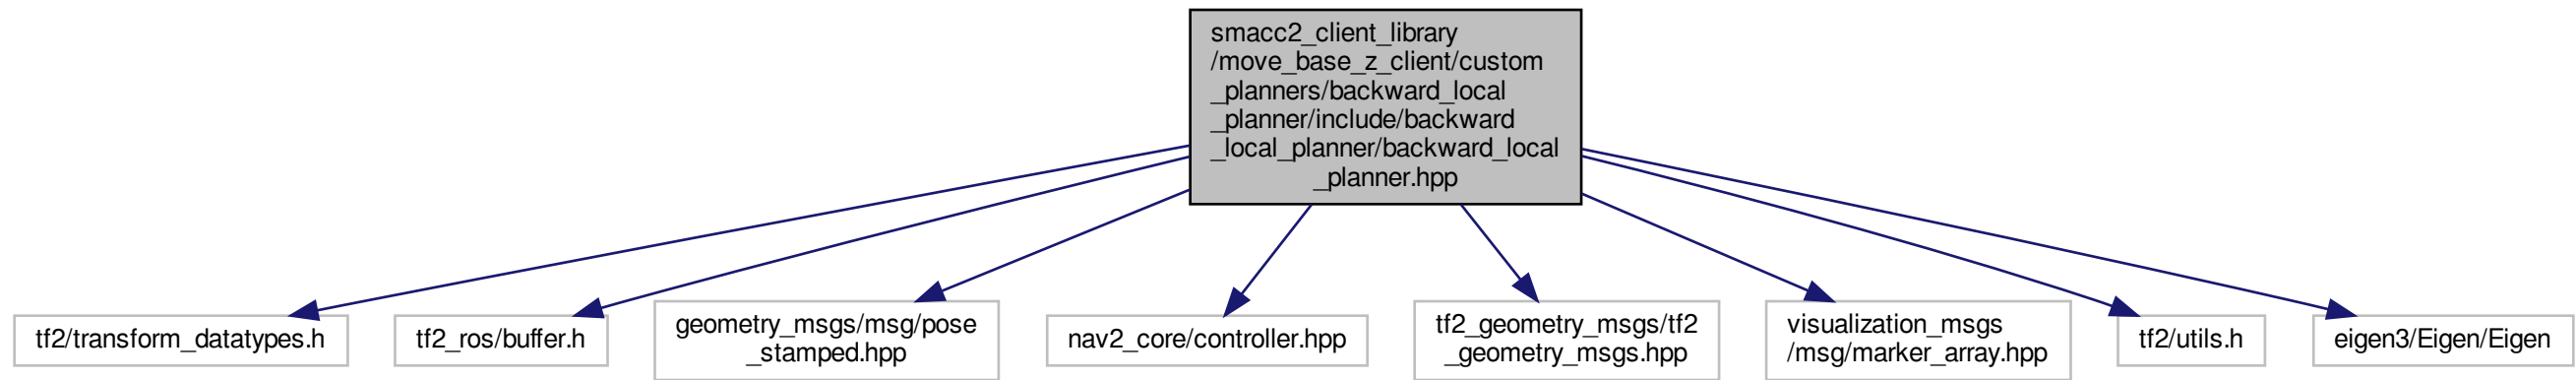 smacc2_client_library
/move_base_z_client/custom
_planners/backward_local
_planner/include/backward
_local_planner/backward_local
_planner.hpp
tf2/transform_datatypes.h
tf2_ros/buffer.h
geometry_msgs/msg/pose
_stamped.hpp
nav2_core/controller.hpp
tf2_geometry_msgs/tf2
_geometry_msgs.hpp
visualization_msgs
/msg/marker_array.hpp
tf2/utils.h
eigen3/Eigen/Eigen